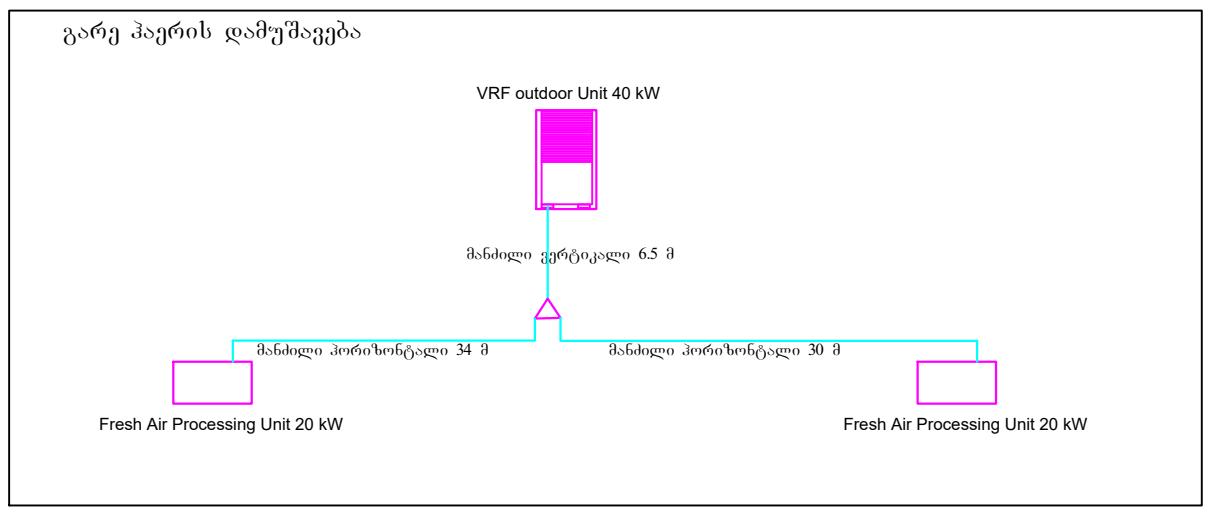 გარე ჰაერის დამუშავება
VRF outdoor Unit 40 kW
მანძილი ვერტიკალი 6.5 მ
მანძილი ჰორიზონტალი 34 მ
მანძილი ჰორიზონტალი 30 მ
Fresh Air Processing Unit 20 kW
Fresh Air Processing Unit 20 kW